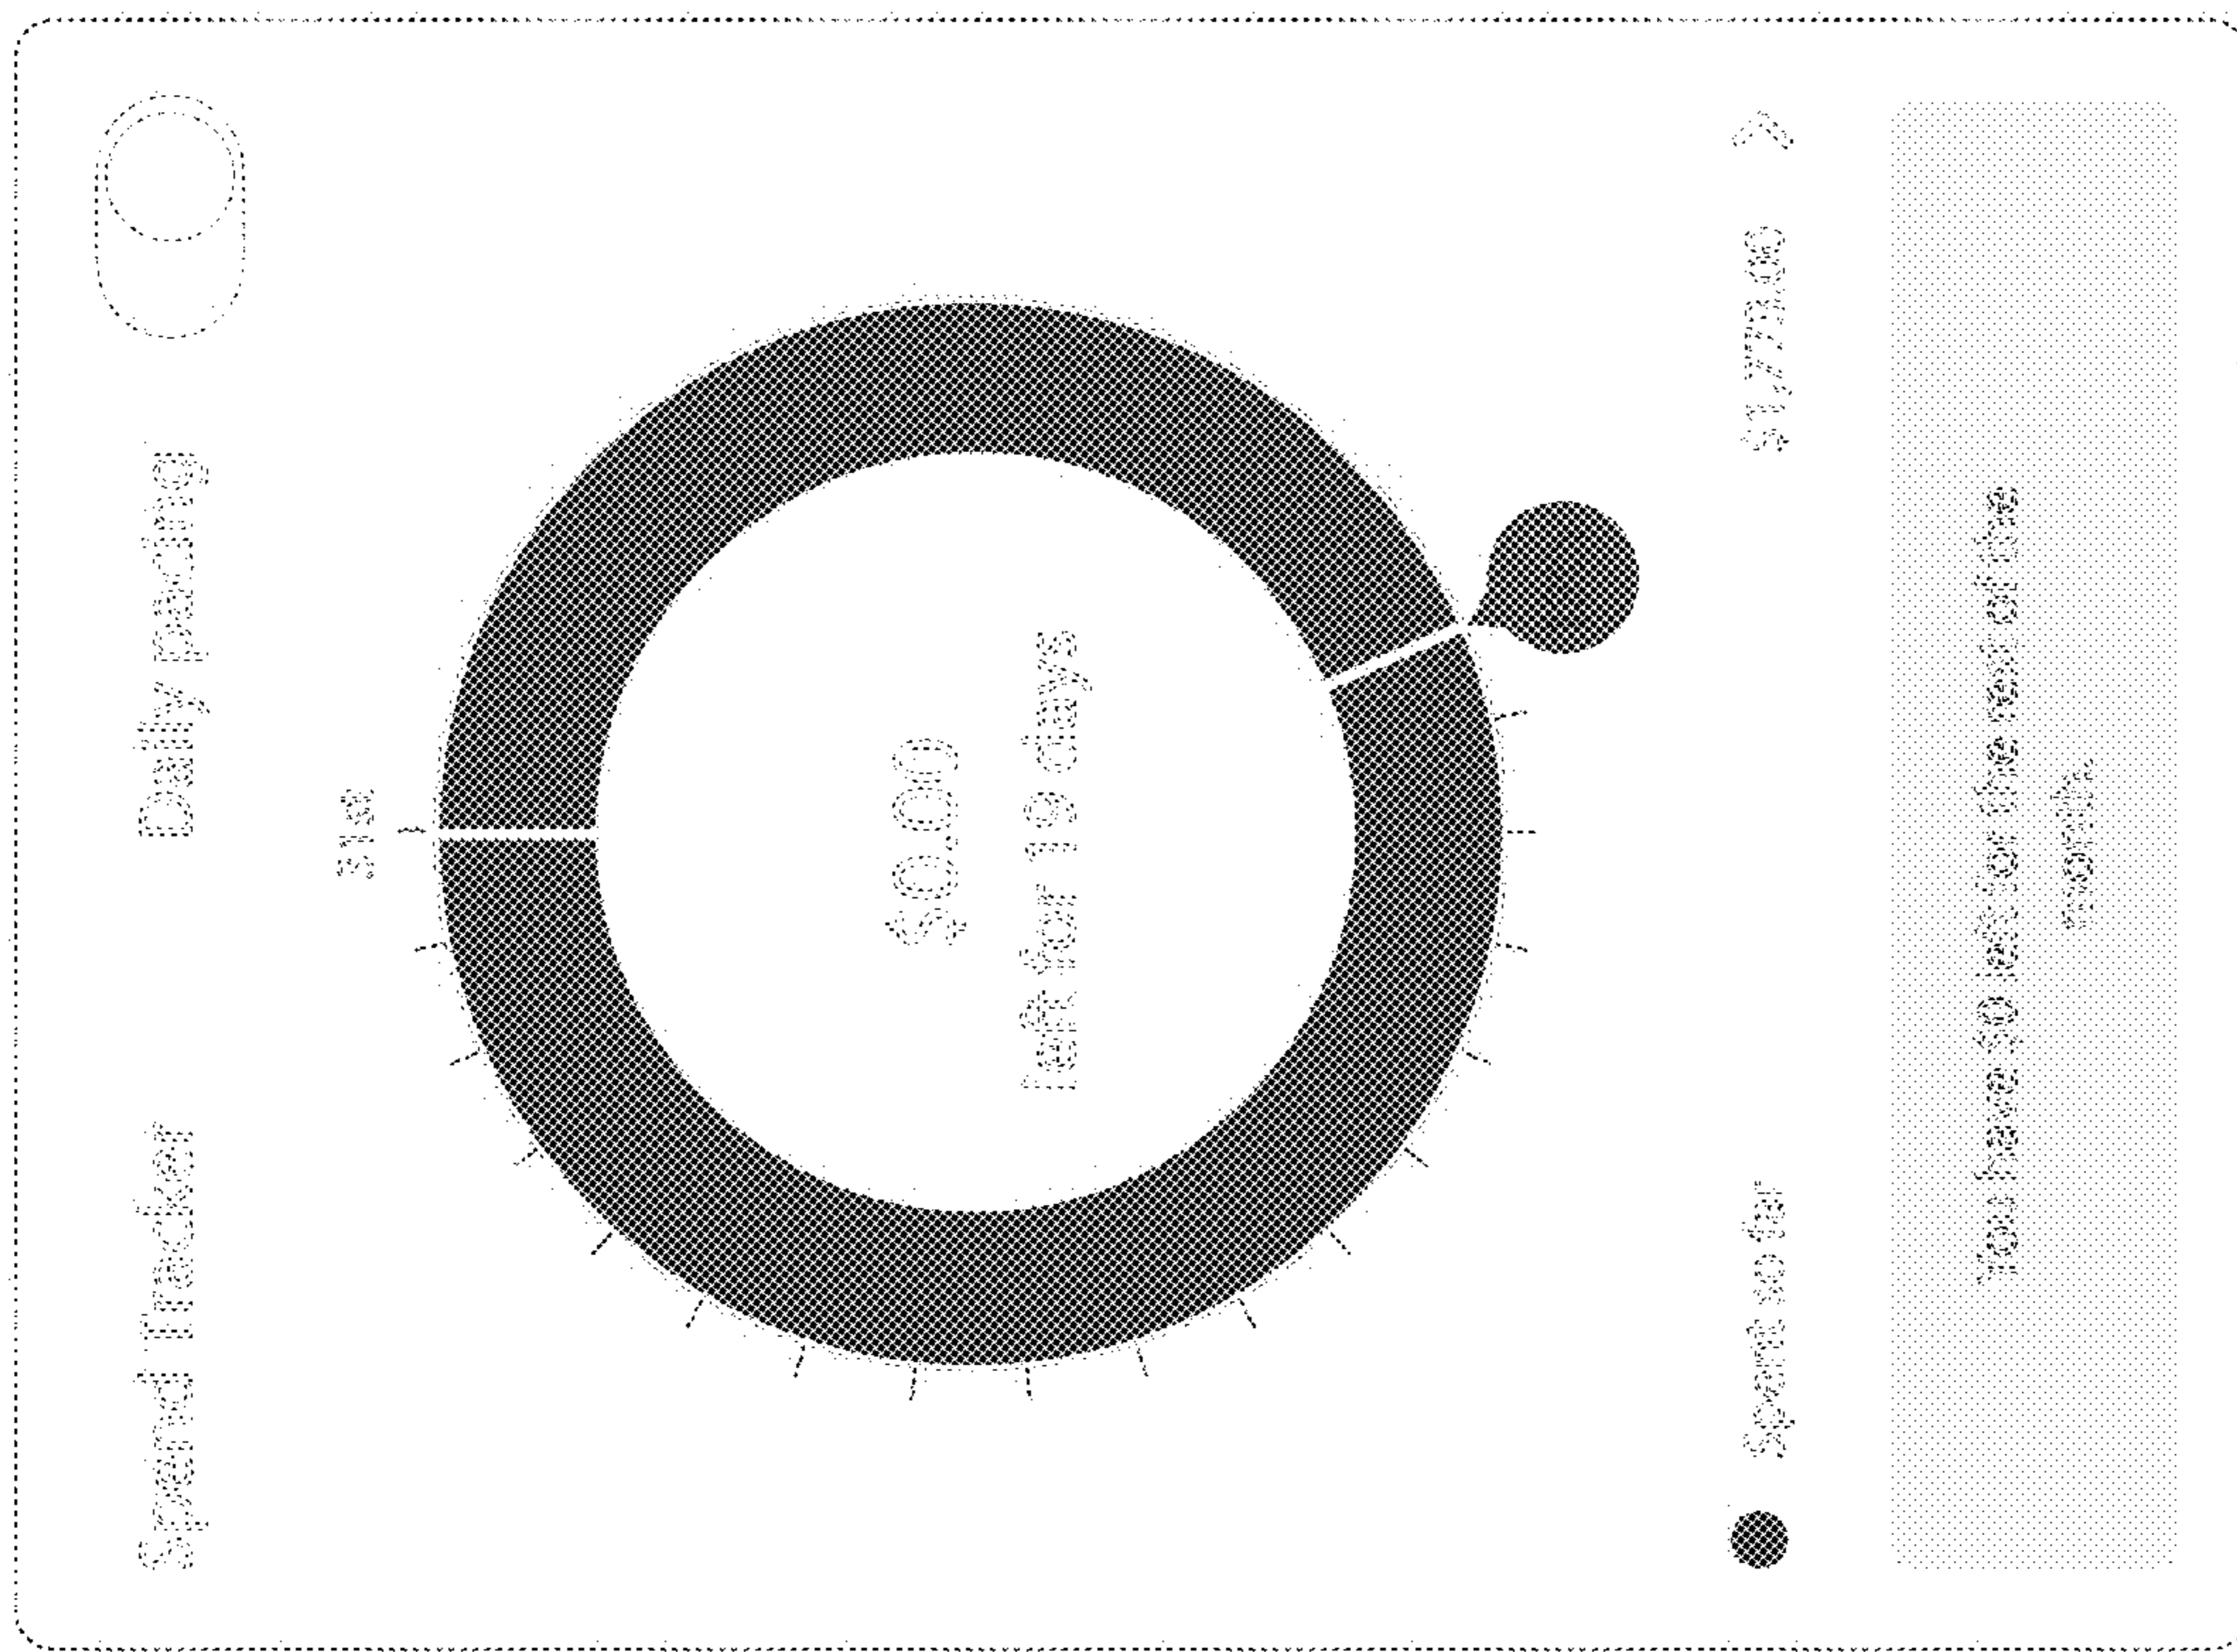 Spend Tracker
Daily pacing
31st
$0.00
left for 19 days
Spent so far
$1,773.00
You have $0 left for the rest of the
month.